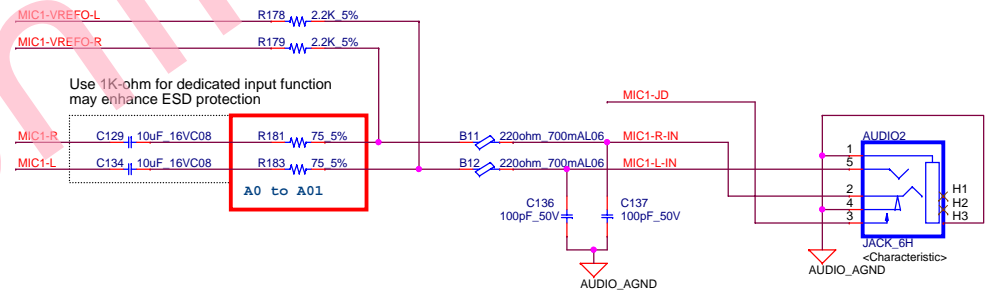 MIC1-VREFO-L
R178 2.2K_5%
MIC1-VREFO-R
R179 2.2K_5%
Use 1K-ohm for dedicated input function
may enhance ESD protection
MIC1-JD
MIC1-R
C129 10uF_16VC08
R181 75_5%
B11 220ohm_700mAL06
MIC1-R-IN
AUDIO2
MIC1-L
C134 10uF_16VC08
R183 75_5%
B12 220ohm_700mAL06
MIC1-L-IN
A0 to A01
1
5
2
4
3
H1
H2
H3
C136
100pF_50V
C137
100pF_50V
JACK_6H
<Characteristic>
AUDIO_AGND
AUDIO_AGND